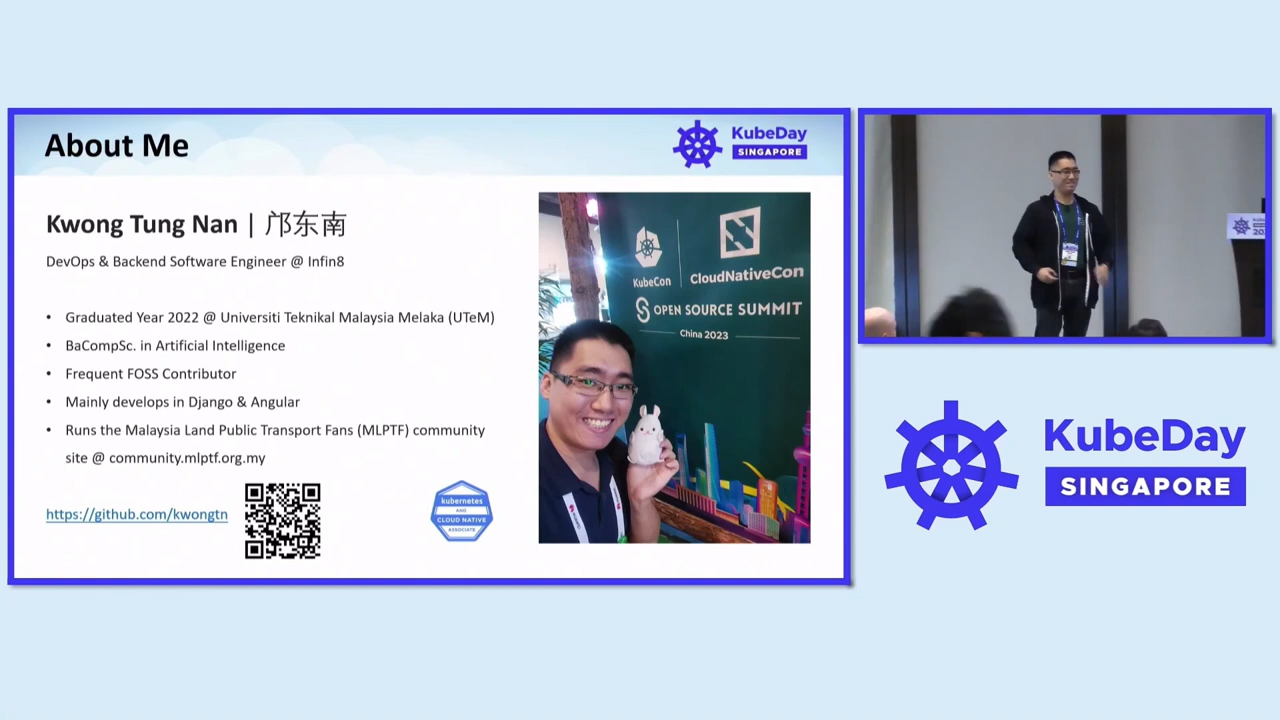 About Me
KubeDay
SINGAPORE
Kwong Tung Nan | 邝东南
DevOps & Backend Software Engineer @ Infin8
• Graduated Year 2022 @ Universiti Teknikal Malaysia Melaka (UTeM)
• BaCompSc. in Artificial Intelligence
• Frequent FOSS Contributor
• Mainly develops in Django & Angular
• Runs the Malaysia Land Public Transport Fans (MLPTF) community
site @ community.mlptf.org.my
https://github.com/kwongtn
kubernetes
AND
CLOUD NATIVE
ASSOCIATE
KubeCon
CloudNativeCon
OPEN SOURCE SUMMIT
China 2023
KubeDay
SINGAPORE